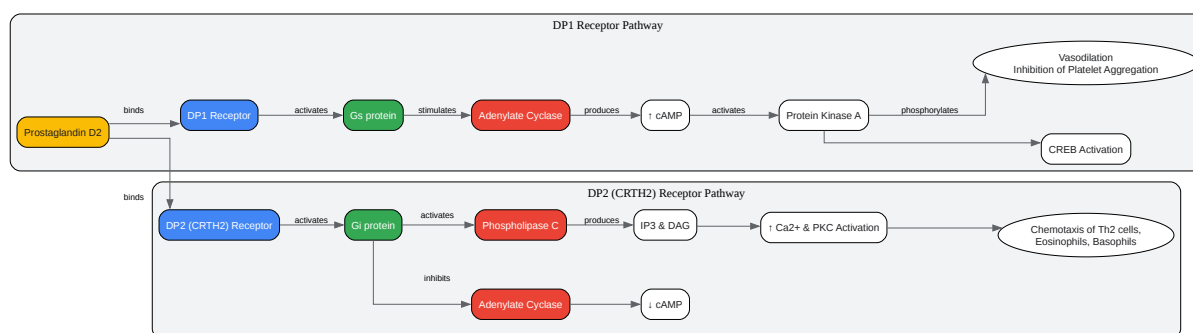 DP1 Receptor Pathway
Vasodilation
Inhibition of Platelet Aggregation
binds
activates
stimulates
produces
activates
phosphorylates
Prostaglandin D2
DP1 Receptor
Gs protein
Adenylate Cyclase
↑ cAMP
Protein Kinase A
CREB Activation
DP2 (CRTH2) Receptor Pathway
binds
activates
activates
produces
DP2 (CRTH2) Receptor
Gi protein
Phospholipase C
IP3 & DAG
↑ Ca2+ & PKC Activation
Chemotaxis of Th2 cells,
Eosinophils, Basophils
inhibits
Adenylate Cyclase
↓ cAMP